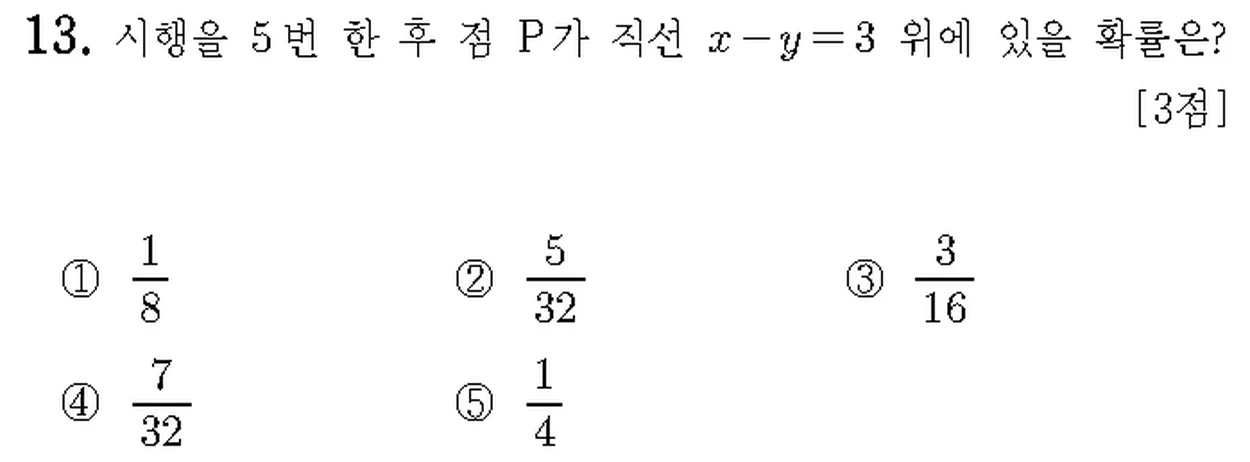 13. 시행을 5번 한 후 점 P가 직선 x-y=3 위에 있을 확률은?
[3점]
① 1/8 ② 5/32 ③ 3/16
④ 7/32 ⑤ 1/4